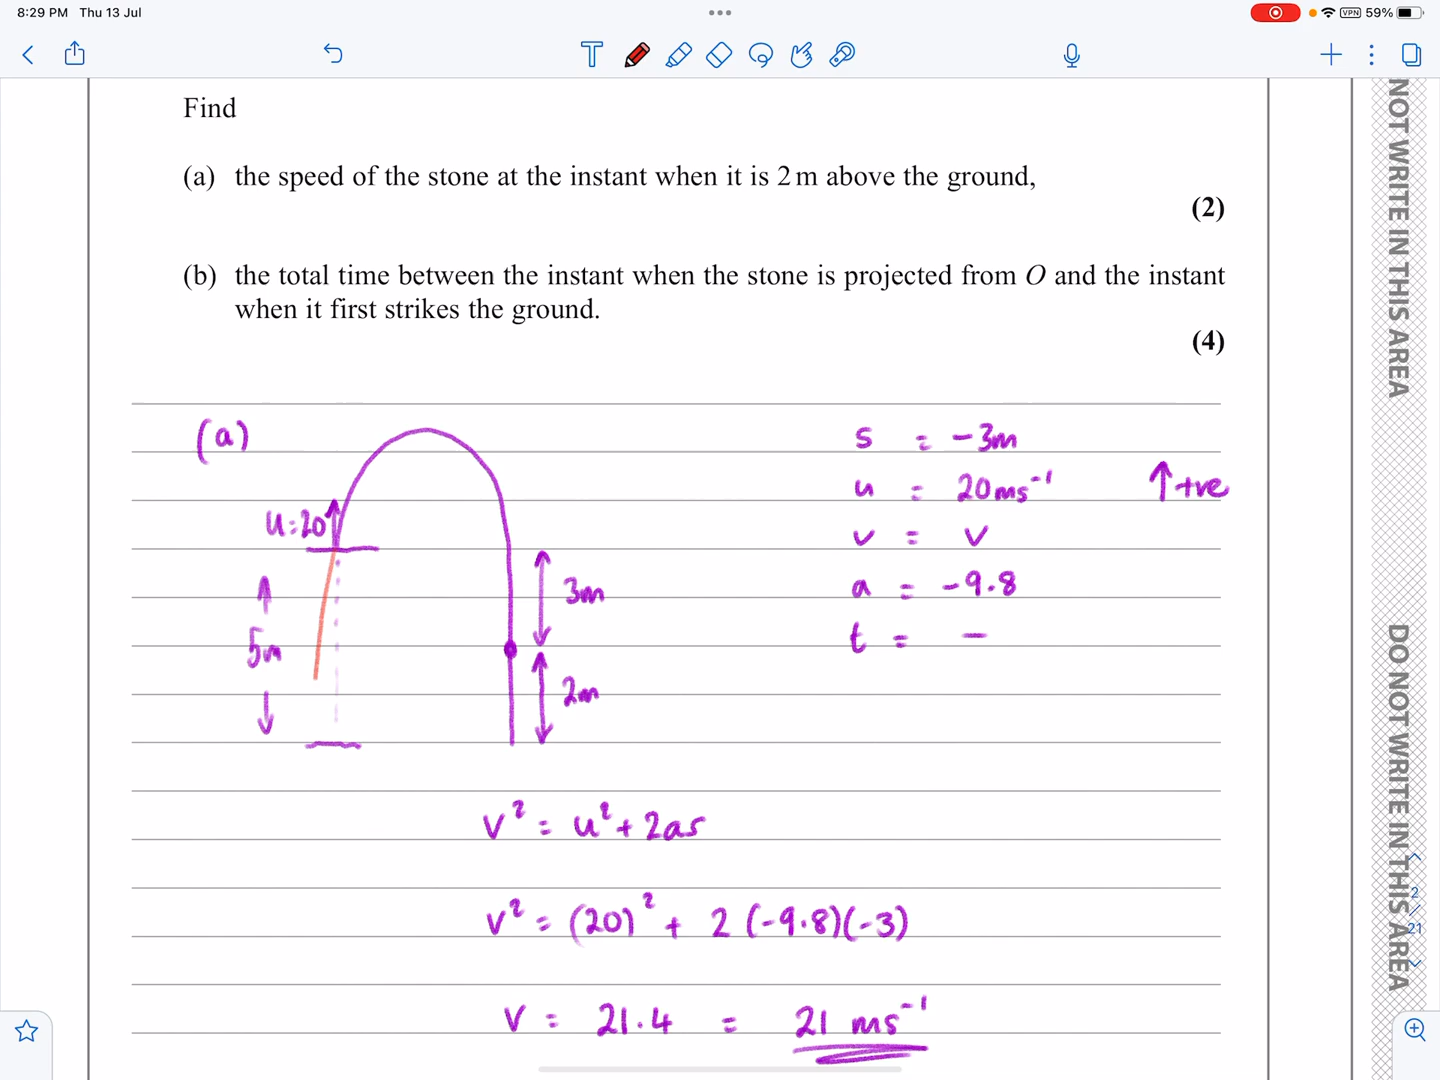 8:29 PM Thu 13 Jul
VPN 59%
Find
(a) the speed of the stone at the instant when it is 2 m above the ground,
(2)
(b) the total time between the instant when the stone is projected from O and the instant
when it first strikes the ground.
(4)
(a)
u=20
5m
3m
2m
s = -3m
u = 20 ms⁻¹
v = v
a = -9.8
t = -
↑+ve
v² = u² + 2as
v² = (20)² + 2(-9.8)(-3)
v = 21.4 = 21 ms⁻¹
NOT WRITE IN THIS AREA
DO NOT WRITE IN THIS AREA
2
21